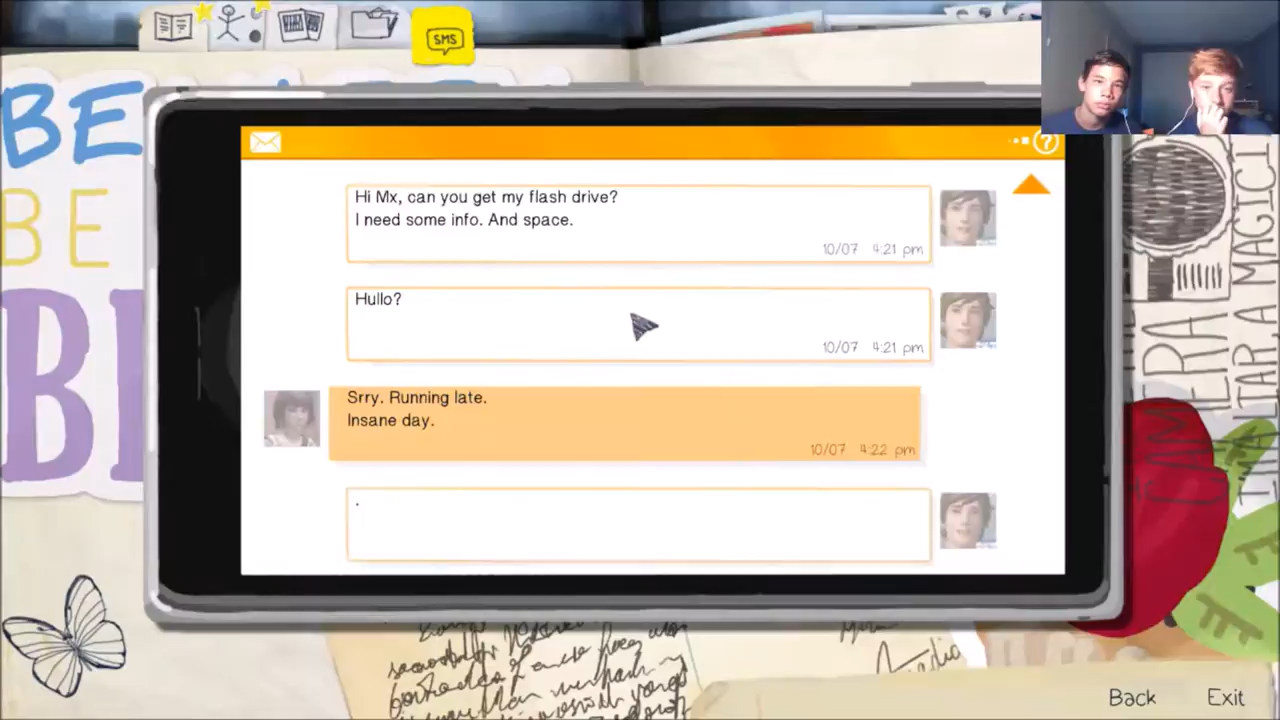 SMS
BE
BE
Hi Mx, can you get my flash drive?
I need some info. And space.
10/07 4:21 pm
Hullo?
10/07 4:21 pm
Srry. Running late.
Insane day.
10/07 4:22 pm
.
?
Back
Exit